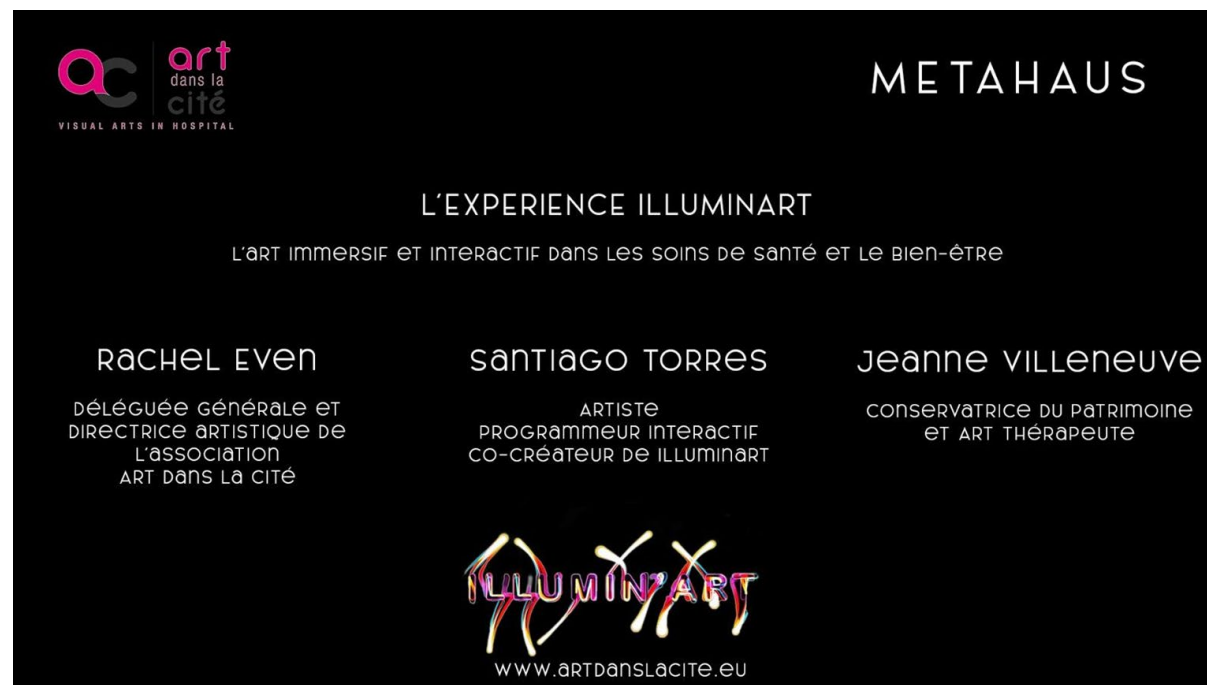 ac
art
dans la
cité
VISUAL ARTS IN HOSPITAL
METAHAUS
L'EXPERIENCE ILLUMINART
L'ART IMMERSIF ET INTERACTIF DANS LES SOINS DE SANTÉ ET LE BIEN-ÊTRE
RACHEL EVEN
DÉLÉGUÉE GÉNÉRALE ET
DIRECTRICE ARTISTIQUE DE
L'ASSOCIATION
ART DANS LA CITÉ
SANTIAGO TORRES
ARTISTE
PROGRAMMEUR INTERACTIF
CO-CRÉATEUR DE ILLUMINART
JEANNE VILLENEUVE
CONSERVATRICE DU PATRIMOINE
ET ART THÉRAPEUTE
ILLUMIN'ART
WWW.ARTDANSLACITE.EU